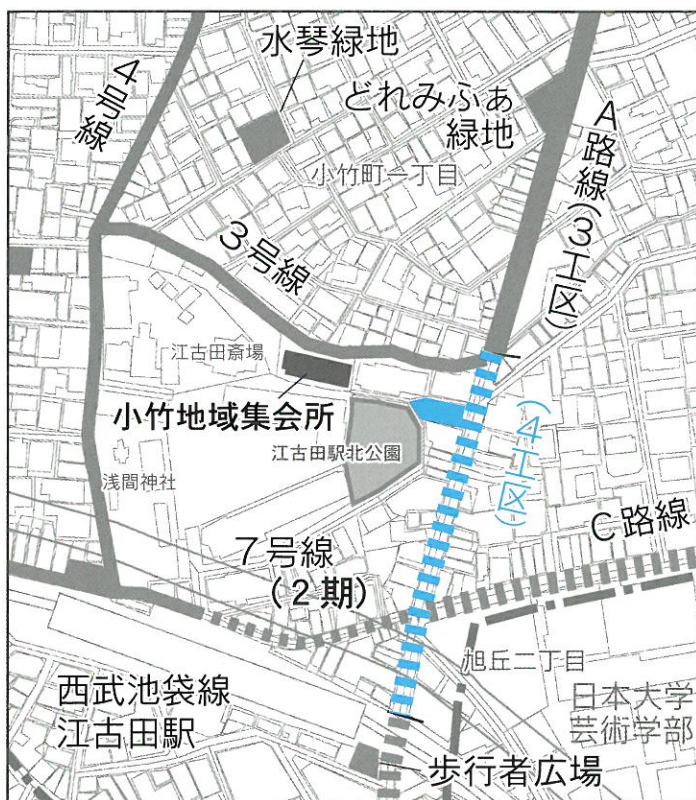 水琴緑地
4号線
どれみふぁ
緑地
A路線(3工区)
小竹町一丁目
3号線
江古田斎場
小竹地域集会所
江古田駅北公園
(4工区)
浅間神社
C路線
7号線
(2期)
旭丘二丁目
西武池袋線
江古田駅
日本大学
芸術学部
歩行者広場